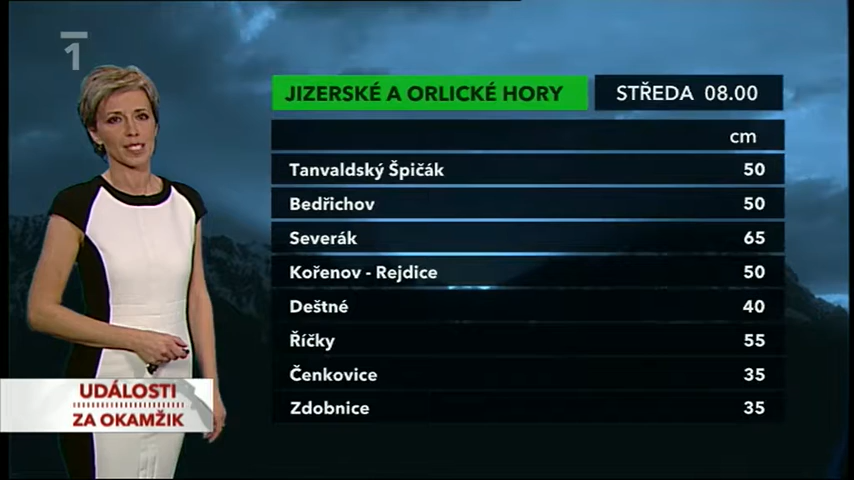 1
JIZERSKÉ A ORLICKÉ HORY
STŘEDA 08.00
cm
Tanvaldský Špičák 50
Bedřichov 50
Severák 65
Kořenov - Rejdice 50
Deštné 40
Říčky 55
Čenkovice 35
Zdobnice 35
UDÁLOSTI
ZA OKAMŽIK